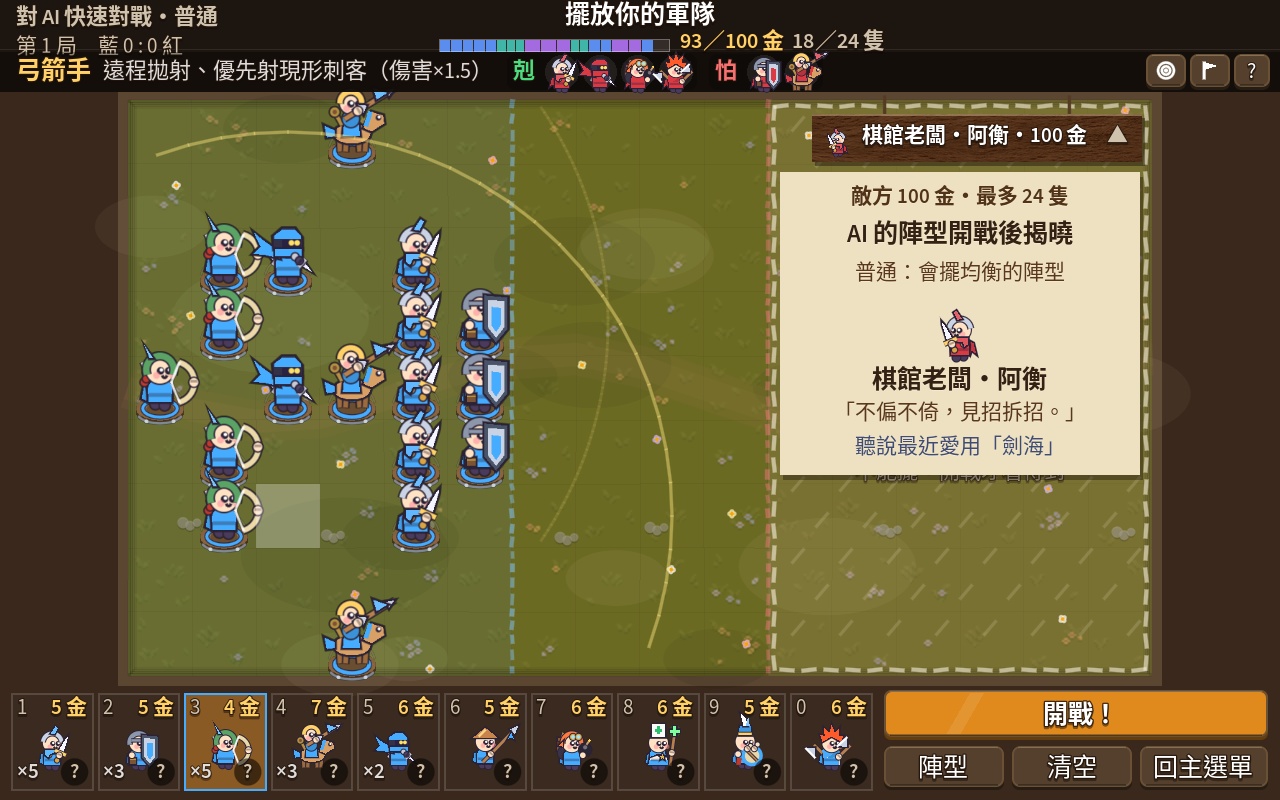 對 AI 快速對戰・普通
擺放你的軍隊
第 1 局 藍 0 : 0 紅
93／100 金 18／24 隻
弓箭手 遠程拋射、優先射現形刺客（傷害×1.5） 剋 怕
?
棋館老闆・阿衡・100 金
敵方 100 金・最多 24 隻
AI 的陣型開戰後揭曉
普通：會擺均衡的陣型
棋館老闆・阿衡
「不偏不倚，見招拆招。」
聽說最近愛用「劍海」
1 5 金 ×5 ?
2 5 金 ×3 ?
3 4 金 ×5 ?
4 7 金 ×3 ?
5 6 金 ×2 ?
6 5 金 ?
7 6 金 ?
8 6 金 ?
9 5 金 ?
0 6 金 ?
開戰！
陣型
清空
回主選單